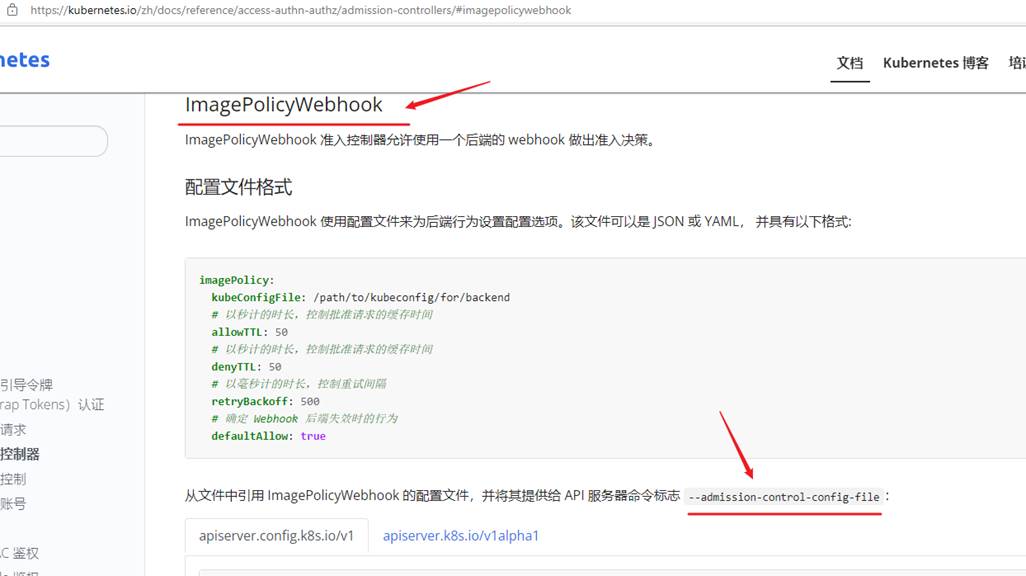 https://kubernetes.io/zh/docs/reference/access-authn-authz/admission-controllers/#imagepolicywebhook
netes
文档 Kubernetes 博客 培
ImagePolicyWebhook
ImagePolicyWebhook 准入控制器允许使用一个后端的 webhook 做出准入决策。
配置文件格式
ImagePolicyWebhook 使用配置文件来为后端行为设置配置选项。该文件可以是 JSON 或 YAML， 并具有以下格式:
imagePolicy:
kubeConfigFile: /path/to/kubeconfig/for/backend
# 以秒计的时长，控制批准请求的缓存时间
allowTTL: 50
# 以秒计的时长，控制批准请求的缓存时间
denyTTL: 50
# 以毫秒计的时长，控制重试间隔
retryBackoff: 500
# 确定 Webhook 后端失效时的行为
defaultAllow: true
引导令牌
rap Tokens）认证
请求
控制器
控制
账号
C 鉴权
从文件中引用 ImagePolicyWebhook 的配置文件，并将其提供给 API 服务器命令标志 --admission-control-config-file：
apiserver.config.k8s.io/v1 apiserver.k8s.io/v1alpha1